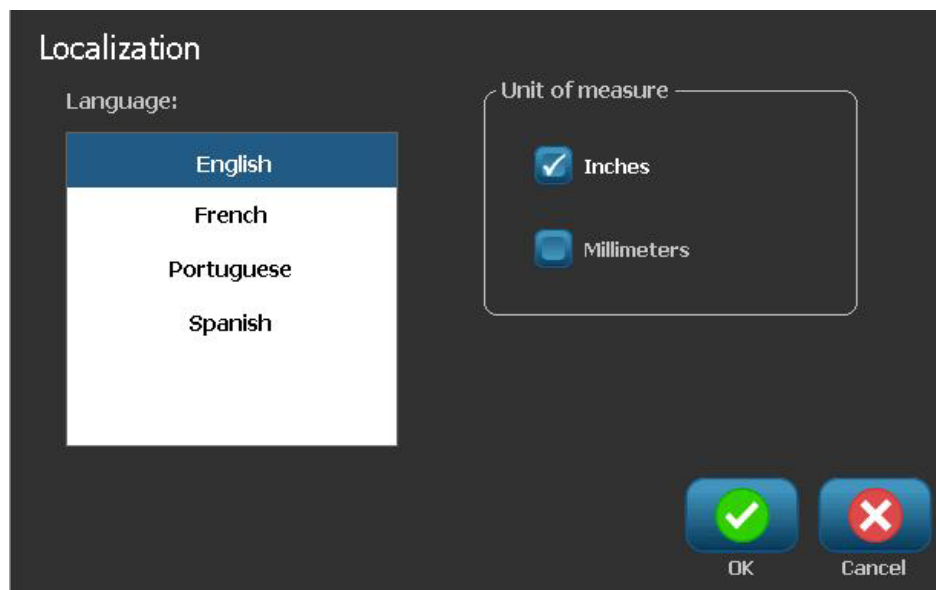 Localization
Language:
English
French
Portuguese
Spanish
Unit of measure
Inches
Millimeters
OK
Cancel